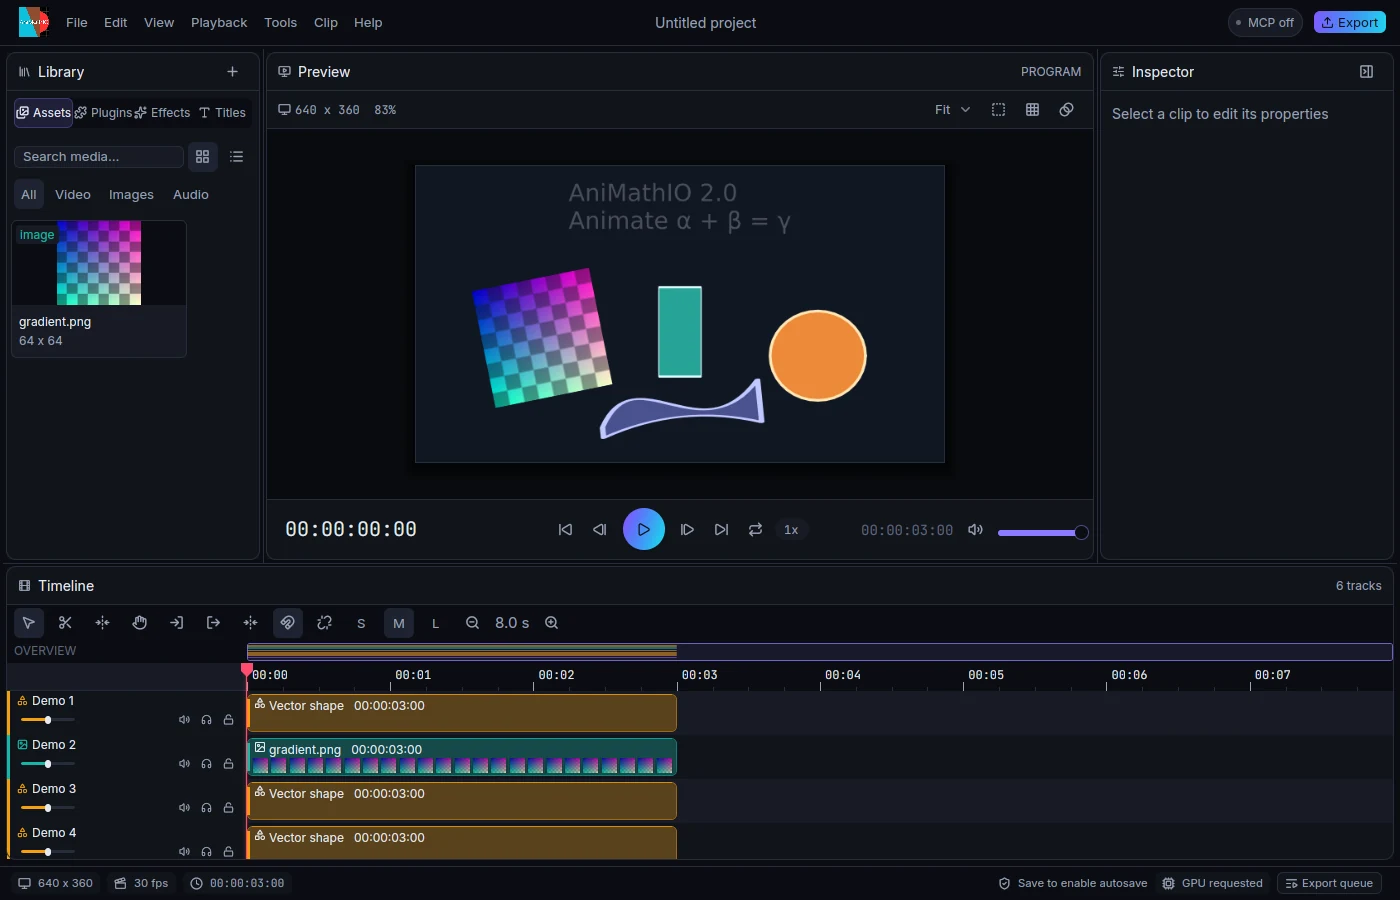 File Edit View Playback Tools Clip Help
Untitled project
MCP off
Export
Library
Assets Plugins Effects Titles
Search media...
All Video Images Audio
image
gradient.png
64 x 64
Preview
PROGRAM
640 x 360 83%
Fit
AniMathIO 2.0
Animate α + β = γ
00:00:00:00
1x
00:00:03:00
Inspector
Select a clip to edit its properties
Timeline
6 tracks
S M L 8.0 s
OVERVIEW
00:00 00:01 00:02 00:03 00:04 00:05 00:06 00:07
Demo 1
Vector shape 00:00:03:00
Demo 2
gradient.png 00:00:03:00
Demo 3
Vector shape 00:00:03:00
Demo 4
Vector shape 00:00:03:00
640 x 360
30 fps
00:00:03:00
Save to enable autosave
GPU requested
Export queue